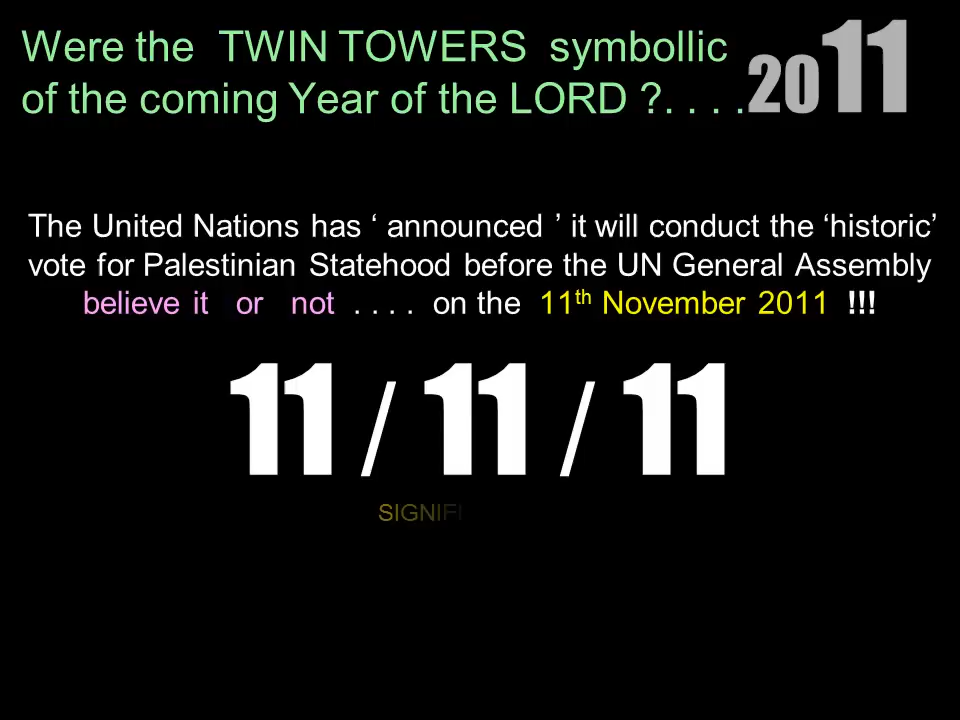 Were the TWIN TOWERS symbollic
of the coming Year of the LORD ?. . . . 2011
The United Nations has ‘ announced ’ it will conduct the ‘historic’
vote for Palestinian Statehood before the UN General Assembly
believe it or not . . . . on the 11th November 2011 !!!
11 / 11 / 11
SIGNIFI